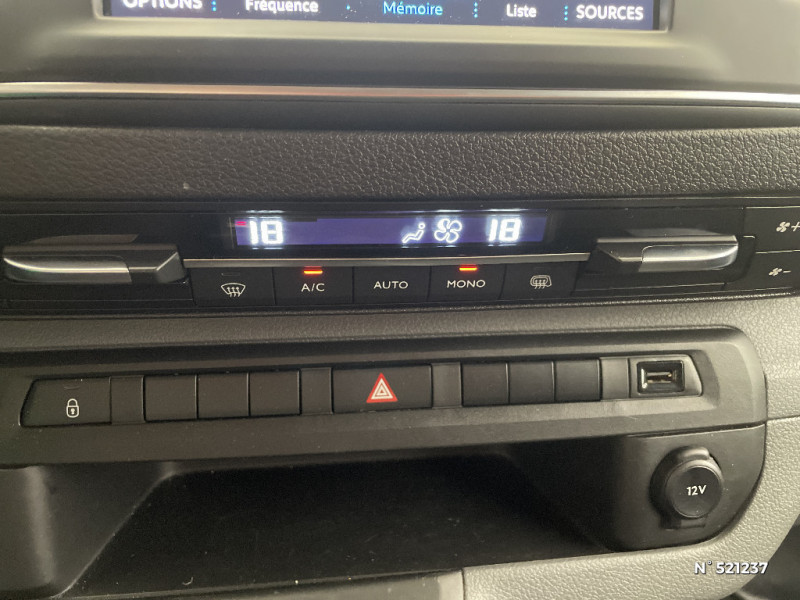 OPTIONS Fréquence Mémoire Liste SOURCES
18 18
A/C AUTO MONO
12V
N° 521237